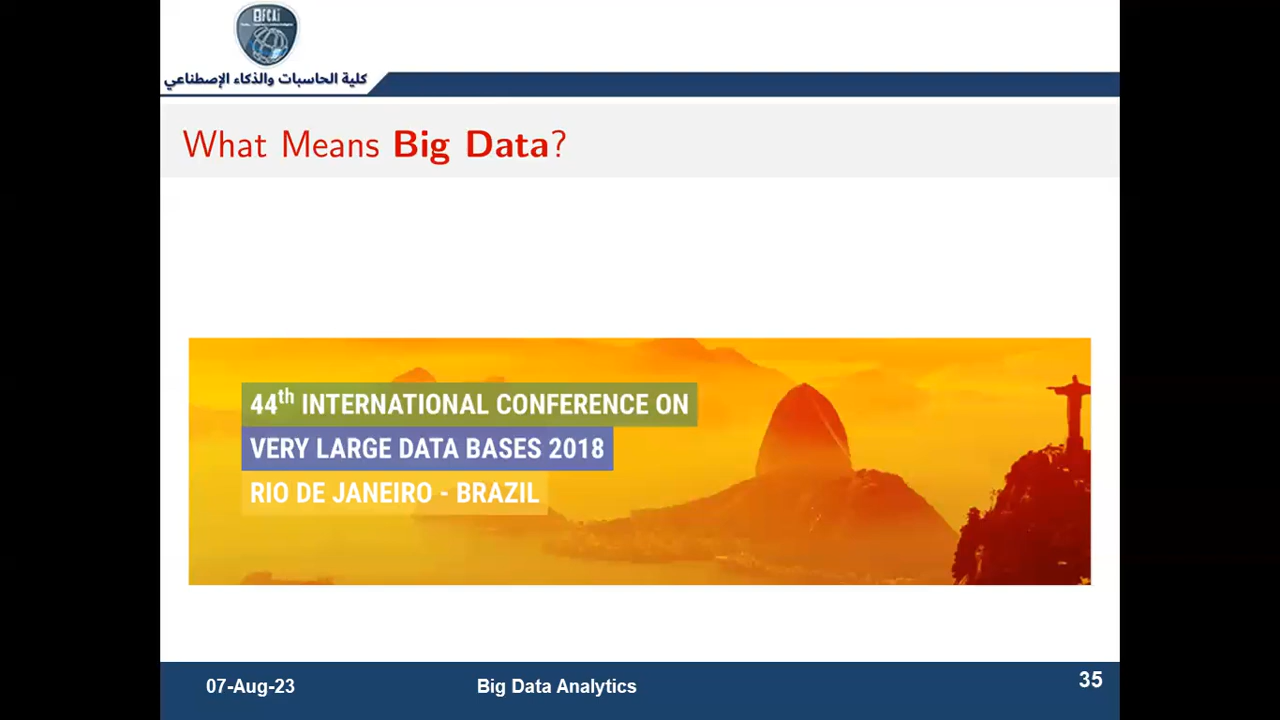 BFCAI
كلية الحاسبات والذكاء الإصطناعي
What Means Big Data?
44th INTERNATIONAL CONFERENCE ON
VERY LARGE DATA BASES 2018
RIO DE JANEIRO - BRAZIL
07-Aug-23
Big Data Analytics
35